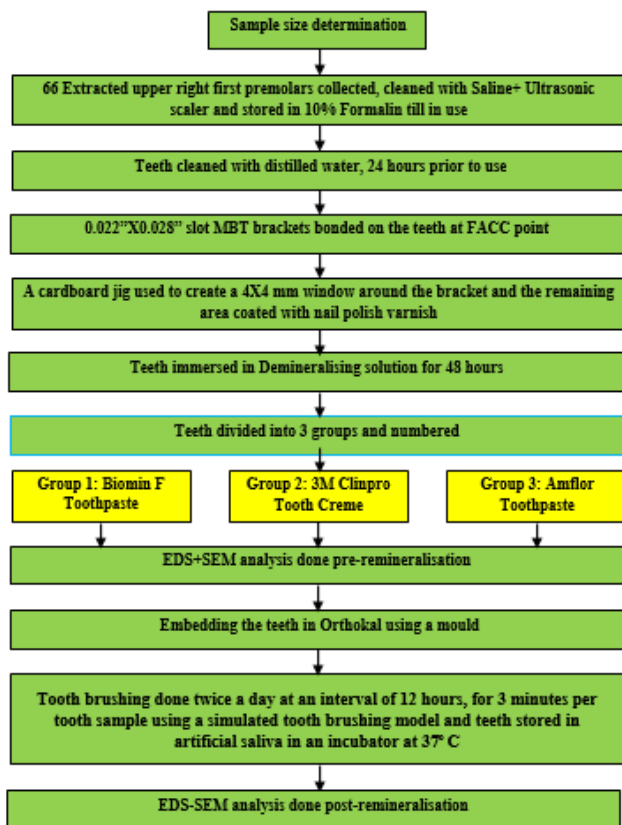 Sample size determination
66 Extracted upper right first premolars collected, cleaned with Saline+ Ultrasonic
scaler and stored in 10% Formalin till in use
Teeth cleaned with distilled water, 24 hours prior to use
0.022”X0.028” slot MBT brackets bonded on the teeth at FACC point
A cardboard jig used to create a 4X4 mm window around the bracket and the remaining
area coated with nail polish varnish
Teeth immersed in Demineralising solution for 48 hours
Teeth divided into 3 groups and numbered
Group 1: Biomin F
Toothpaste
Group 2: 3M Clinpro
Tooth Creme
Group 3: Amflor
Toothpaste
EDS+SEM analysis done pre-remineralisation
Embedding the teeth in Orthokal using a mould
Tooth brushing done twice a day at an interval of 12 hours, for 3 minutes per
tooth sample using a simulated tooth brushing model and teeth stored in
artificial saliva in an incubator at 37° C
EDS-SEM analysis done post-remineralisation